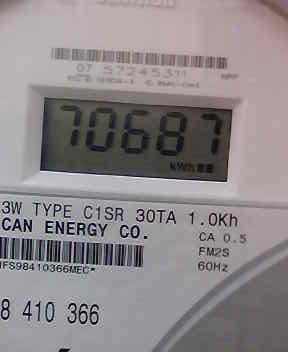 07 57245311
70687
kWh
3W TYPE C1SR 30TA 1.0Kh
CAN ENERGY CO.
CA 0.5
FM2S
60Hz
8 410 366